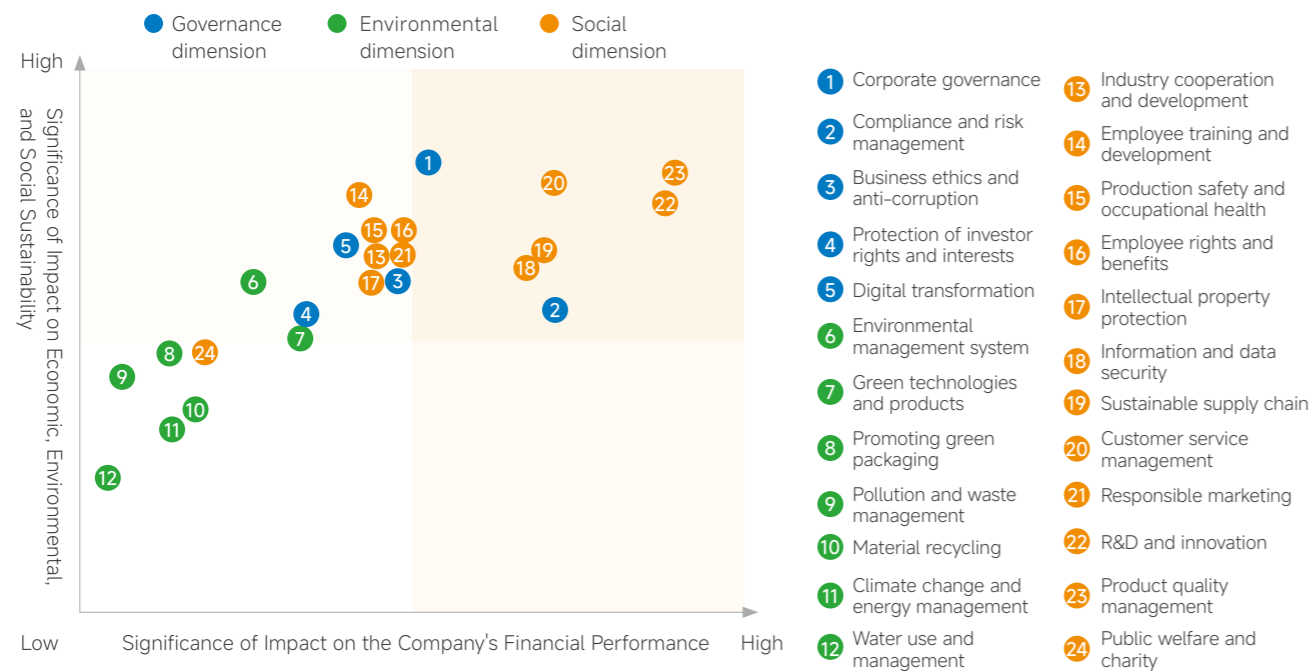 Governance
dimension
Environmental
dimension
Social
dimension
High
Significance of Impact on Economic, Environmental,
and Social Sustainability
1
23
20
14
22
15
16
5
19
13
21
18
6
17
3
4
2
7
8
24
9
10
11
12
Low
Significance of Impact on the Company's Financial Performance
High
1 Corporate governance
2 Compliance and risk
management
3 Business ethics and
anti-corruption
4 Protection of investor
rights and interests
5 Digital transformation
6 Environmental
management system
7 Green technologies
and products
8 Promoting green
packaging
9 Pollution and waste
management
10 Material recycling
11 Climate change and
energy management
12 Water use and
management
13 Industry cooperation
and development
14 Employee training and
development
15 Production safety and
occupational health
16 Employee rights and
benefits
17 Intellectual property
protection
18 Information and data
security
19 Sustainable supply chain
20 Customer service
management
21 Responsible marketing
22 R&D and innovation
23 Product quality
management
24 Public welfare and
charity